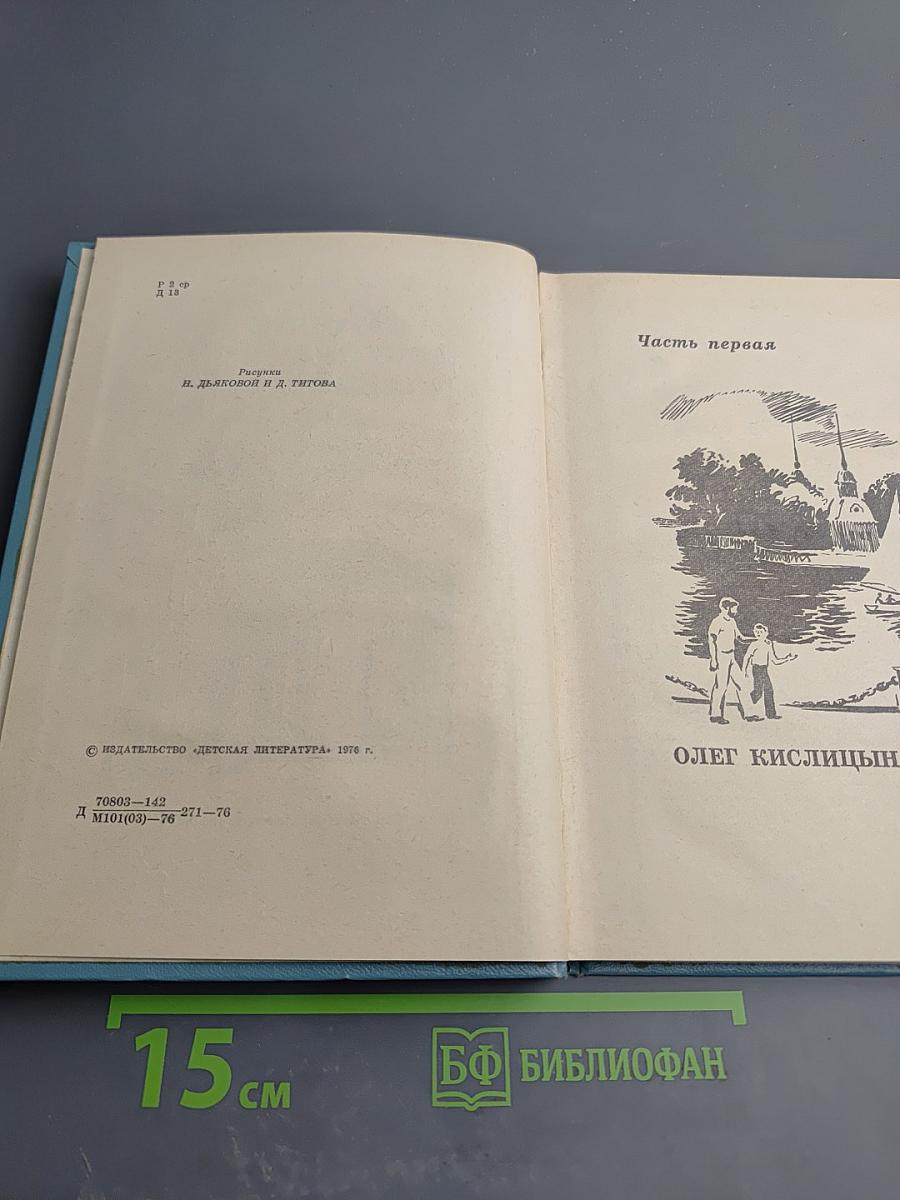 Р 2 ср
Д 13
Рисунки
Н. ДЬЯКОВОЙ И Д. ТИТОВА
© ИЗДАТЕЛЬСТВО «ДЕТСКАЯ ЛИТЕРАТУРА» 1976 г.
Д 70803—142
М101(03)—76 271—76
Часть первая
ОЛЕГ КИСЛИЦЫН
15 см
БФ БИБЛИОФАН